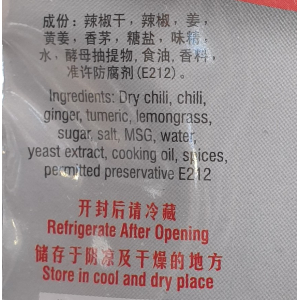 成份: 辣椒干, 辣椒, 姜,
黄姜, 香茅, 糖盐, 味精,
水, 酵母抽提物, 食油, 香料,
准许防腐剂 (E212).
Ingredients: Dry chili, chili,
ginger, tumeric, lemongrass,
sugar, salt, MSG, water,
yeast extract, cooking oil, spices,
permitted preservative E212
开封后请冷藏
Refrigerate After Opening
储存于阴凉及干燥的地方
Store in cool and dry place